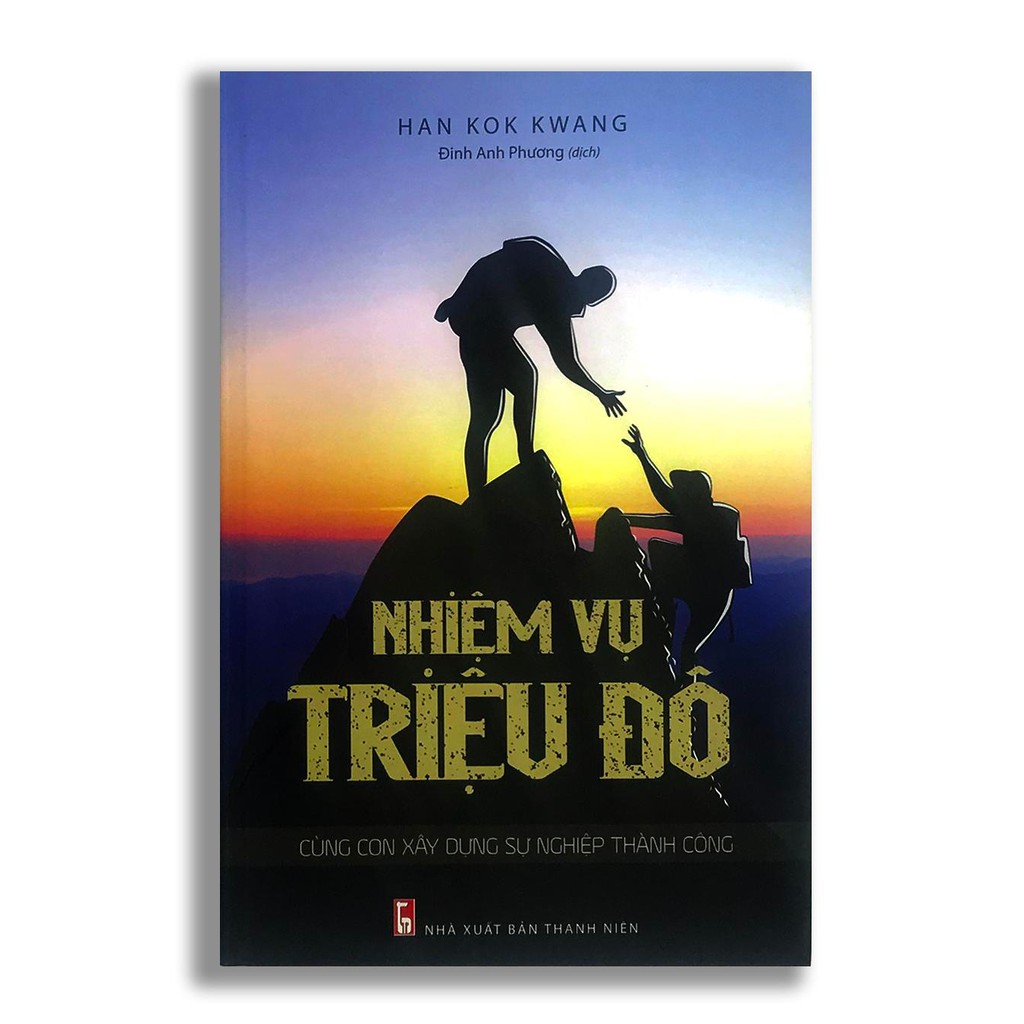 HAN KOK KWANG
Đinh Anh Phương (dịch)
NHIỆM VỤ
TRIỆU ĐÔ
CÙNG CON XÂY DỰNG SỰ NGHIỆP THÀNH CÔNG
NHÀ XUẤT BẢN THANH NIÊN